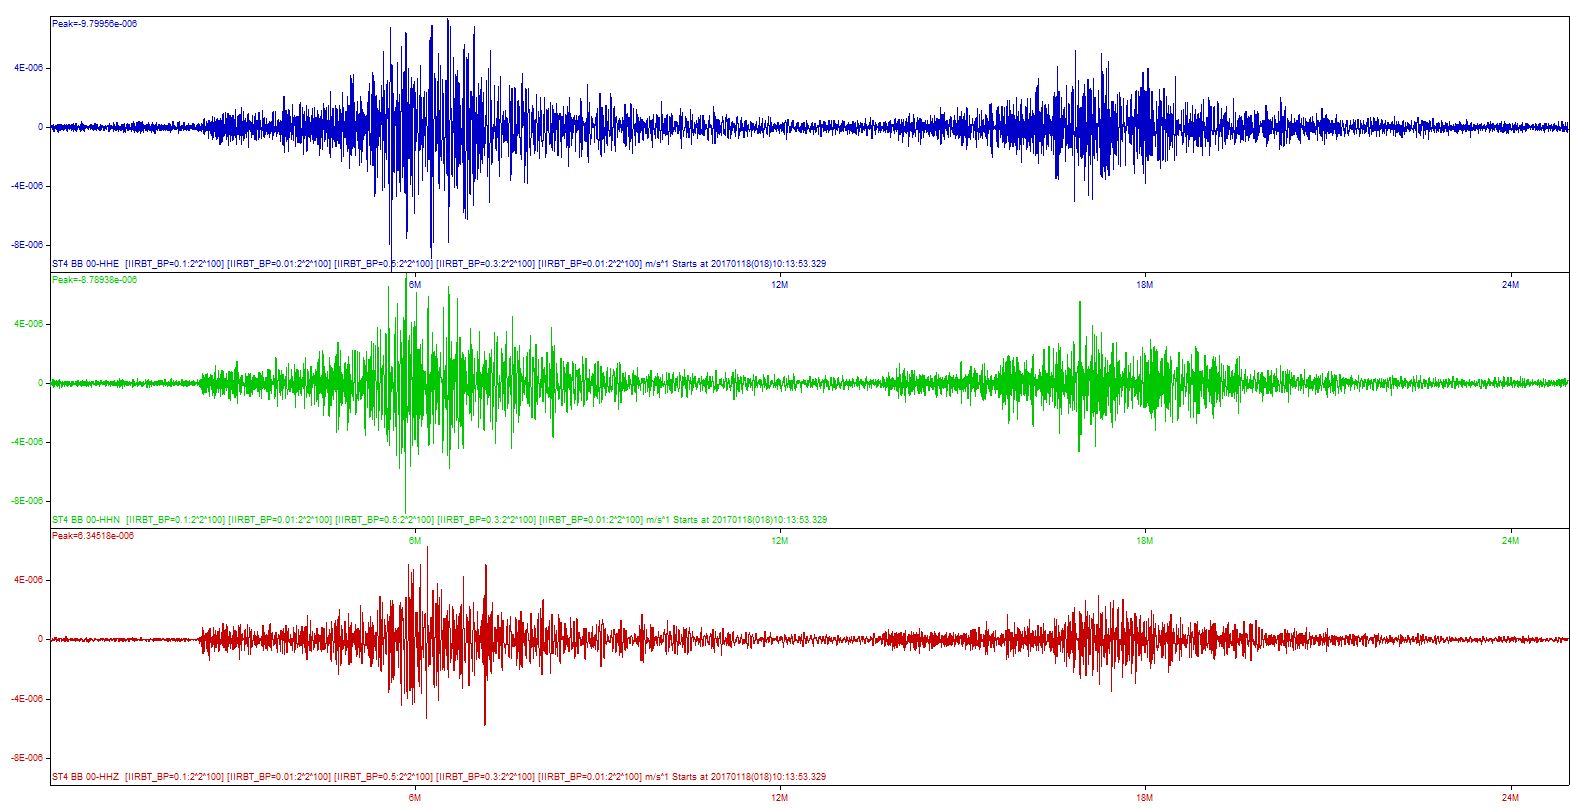 Peak=-9.79956e-006
4E-006
0
-4E-006
-8E-006
ST4 BB 00-HHE [IIRBT_BP=0.1:2^2^100] [IIRBT_BP=0.01:2^2^100] [IIRBT_BP=0.5:2^2^100] [IIRBT_BP=0.3:2^2^100] [IIRBT_BP=0.01:2^2^100] m/s^1 Starts at 20170118(018)10:13:53.329
6M 12M 18M 24M
Peak=-8.78938e-006
4E-006
0
-4E-006
-8E-006
ST4 BB 00-HHN [IIRBT_BP=0.1:2^2^100] [IIRBT_BP=0.01:2^2^100] [IIRBT_BP=0.5:2^2^100] [IIRBT_BP=0.3:2^2^100] [IIRBT_BP=0.01:2^2^100] m/s^1 Starts at 20170118(018)10:13:53.329
6M 12M 18M 24M
Peak=6.34518e-006
4E-006
0
-4E-006
-8E-006
ST4 BB 00-HHZ [IIRBT_BP=0.1:2^2^100] [IIRBT_BP=0.01:2^2^100] [IIRBT_BP=0.5:2^2^100] [IIRBT_BP=0.3:2^2^100] [IIRBT_BP=0.01:2^2^100] m/s^1 Starts at 20170118(018)10:13:53.329
6M 12M 18M 24M